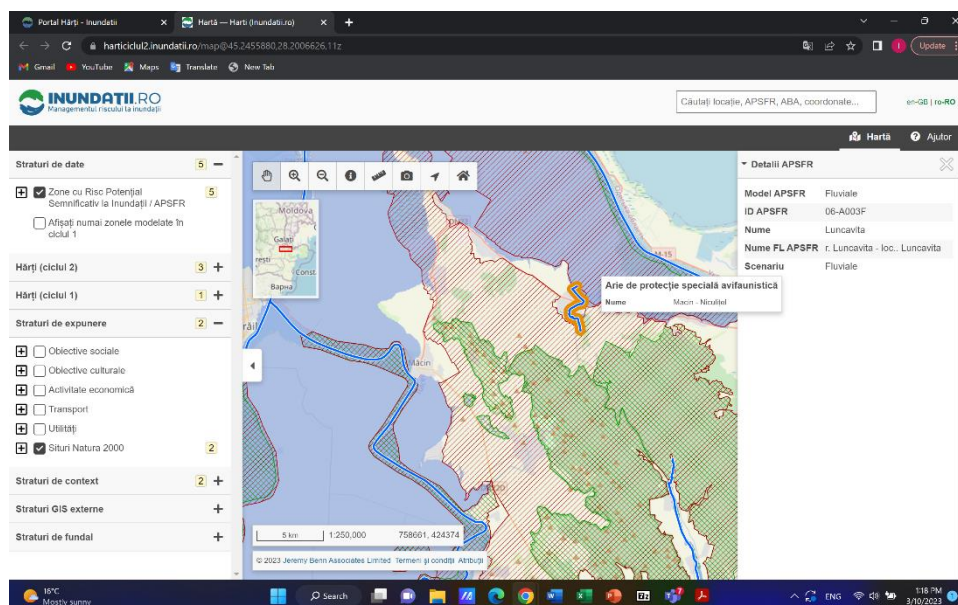 Portal Hărți - Inundatii
Hartă — Harti (Inundatii.ro)
harticiclul2.inundatii.ro/map@45.2455880,28.2006626,11z
Update
Gmail
YouTube
Maps
Translate
New Tab
INUNDATII.RO
Managementul riscului la inundații
Căutați locație, APSFR, ABA, coordonate...
en-GB | ro-RO
Hartă
Ajutor
Straturi de date 5
Zone cu Risc Potențial 5
Semnificativ la Inundații / APSFR
Afișați numai zonele modelate în
ciclul 1
Hărți (ciclul 2) 3
Hărți (ciclul 1) 1
Straturi de expunere 2
Obiective sociale
Obiective culturale
Activitate economică
Transport
Utilități
Situri Natura 2000 2
Straturi de context 2
Straturi GIS externe
Straturi de fundal
Moldova
Galați
rești
Const
Варна
Măcin
M-15
Arie de protecție specială avifaunistică
Nume Macin - Niculițel
5 km 1:250,000 758661, 424374
© 2023 Jeremy Benn Associates Limited Termeni și condiții Atribuții
Detalii APSFR
Model APSFR Fluviale
ID APSFR 06-A003F
Nume Luncavita
Nume FL APSFR r. Luncavita - loc.. Luncavita
Scenariu Fluviale
16°C
Mostly sunny
Search
ENG
1:18 PM
3/10/2023